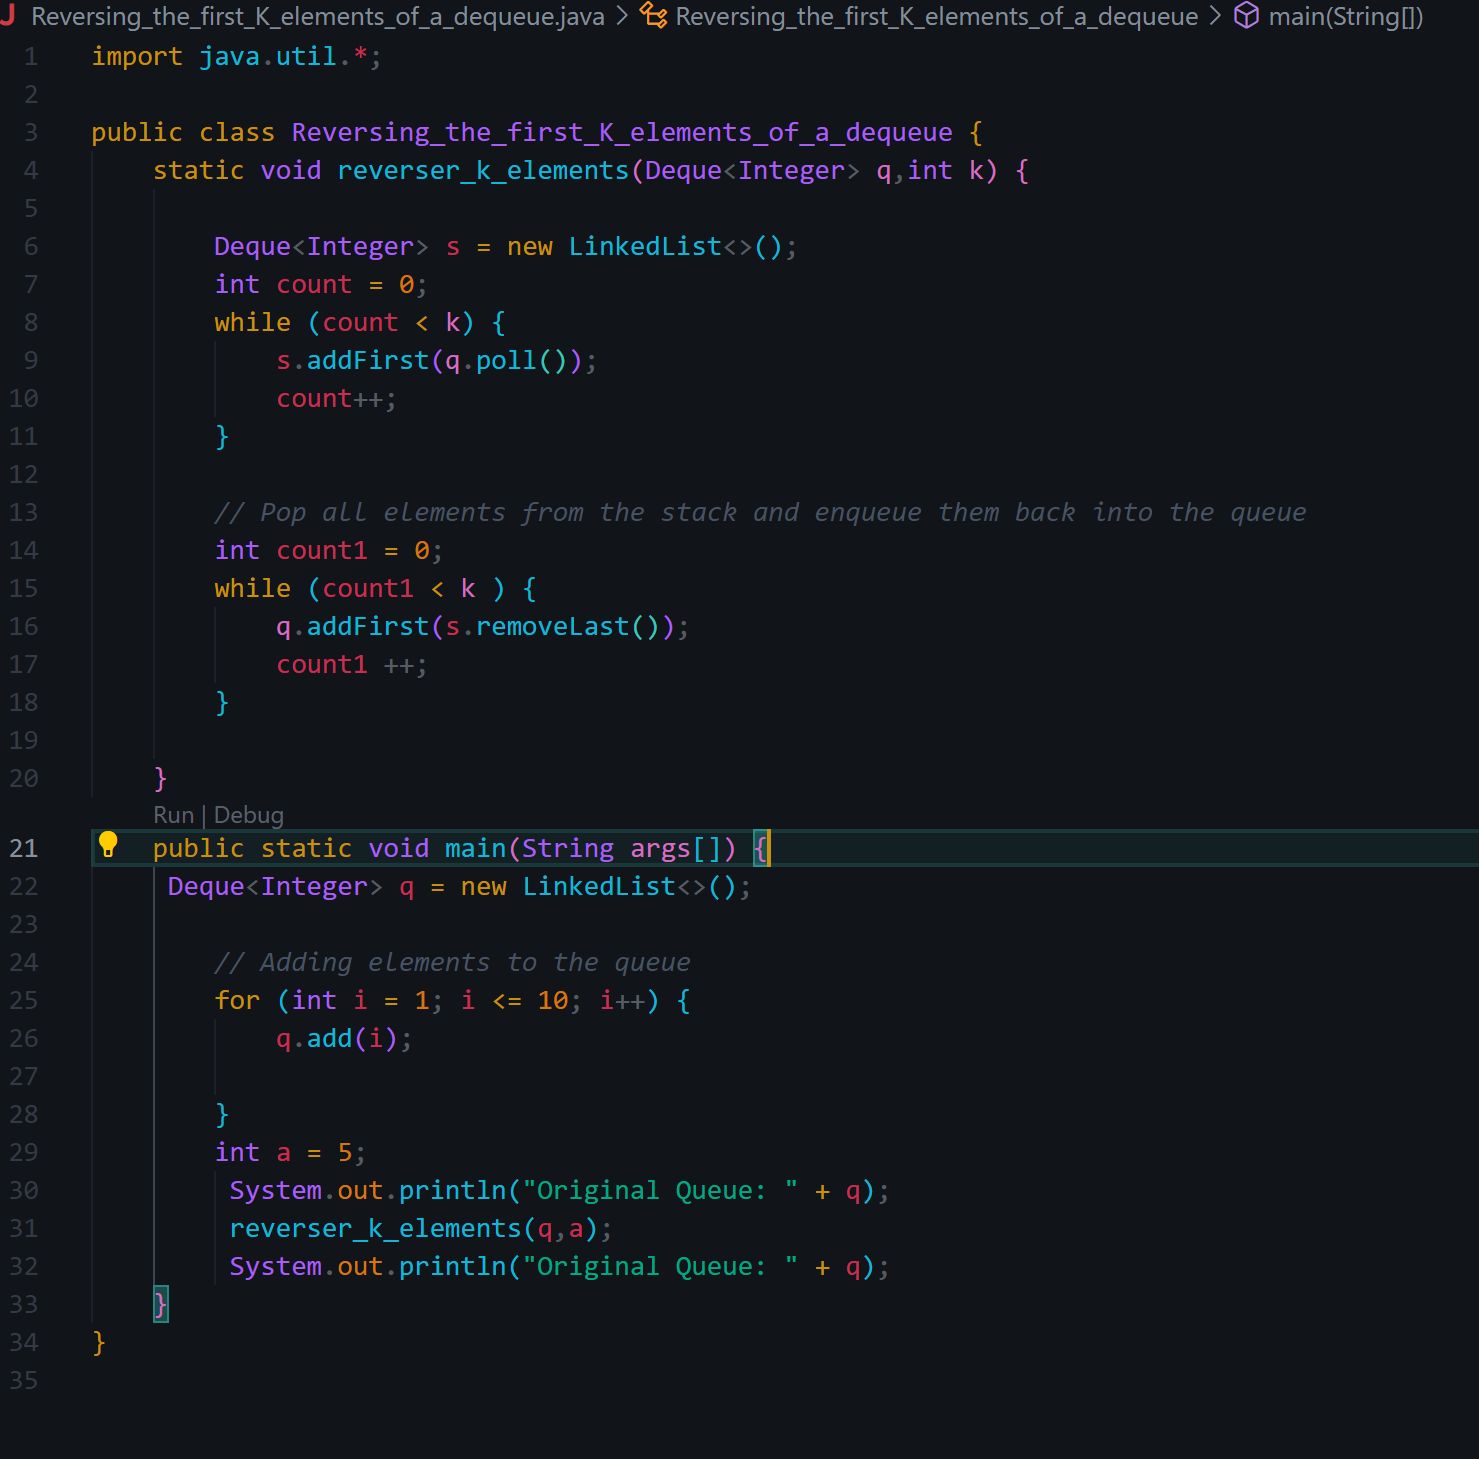 Reversing_the_first_K_elements_of_a_dequeue.java > Reversing_the_first_K_elements_of_a_dequeue > main(String[])
1 import java.util.*;
2
3 public class Reversing_the_first_K_elements_of_a_dequeue {
4     static void reverser_k_elements(Deque<Integer> q,int k) {
5
6         Deque<Integer> s = new LinkedList<>();
7         int count = 0;
8         while (count < k) {
9             s.addFirst(q.poll());
10             count++;
11         }
12
13         // Pop all elements from the stack and enqueue them back into the queue
14         int count1 = 0;
15         while (count1 < k ) {
16             q.addFirst(s.removeLast());
17             count1 ++;
18         }
19
20     }
Run | Debug
21     public static void main(String args[]) {
22      Deque<Integer> q = new LinkedList<>();
23
24         // Adding elements to the queue
25         for (int i = 1; i <= 10; i++) {
26             q.add(i);
27
28         }
29         int a = 5;
30          System.out.println("Original Queue: " + q);
31          reverser_k_elements(q,a);
32          System.out.println("Original Queue: " + q);
33     }
34 }
35